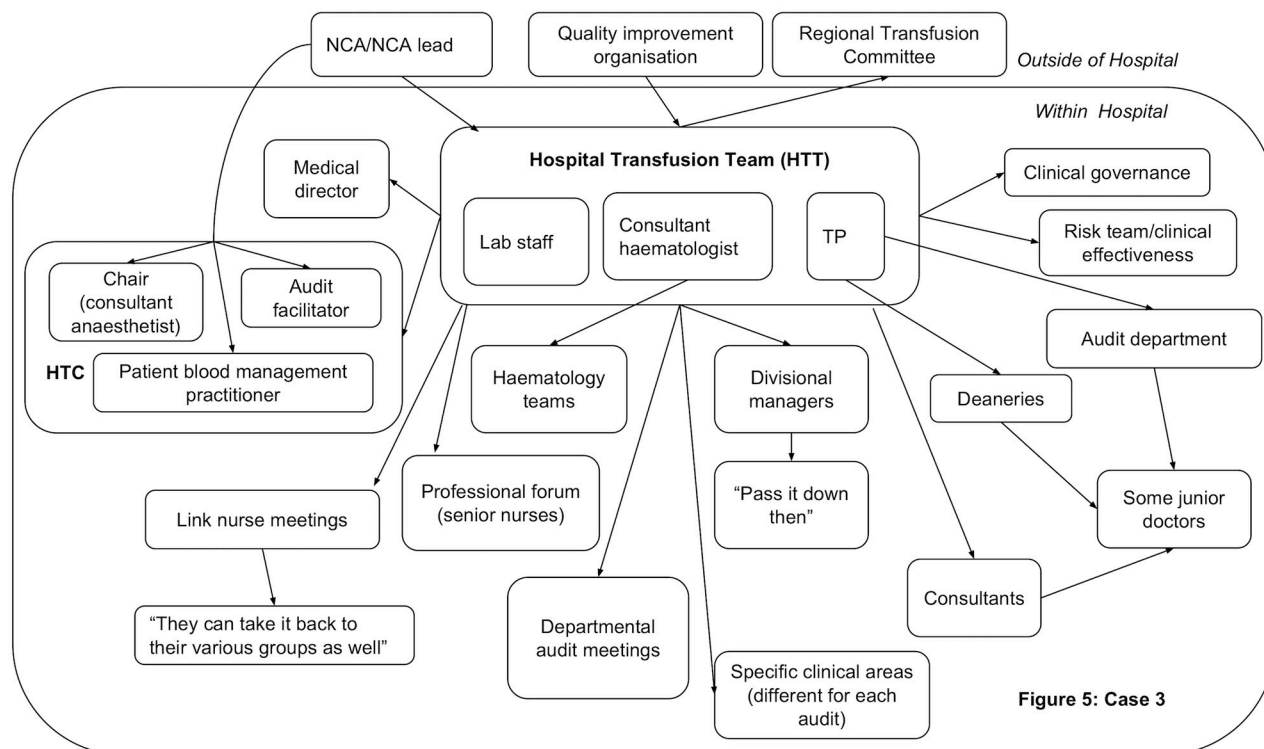 NCA/NCA lead
Quality improvement
organisation
Regional Transfusion
Committee
Outside of Hospital
Within Hospital
Hospital Transfusion Team (HTT)
Medical
director
Lab staff
Consultant
haematologist
TP
Clinical governance
Risk team/clinical
effectiveness
Chair
(consultant
anaesthetist)
Audit
facilitator
HTC
Patient blood management
practitioner
Haematology
teams
Divisional
managers
Audit department
Deaneries
Link nurse meetings
Professional forum
(senior nurses)
“Pass it down
then”
Some junior
doctors
“They can take it back to
their various groups as well”
Departmental
audit meetings
Consultants
Specific clinical areas
(different for each
audit)
Figure 5: Case 3